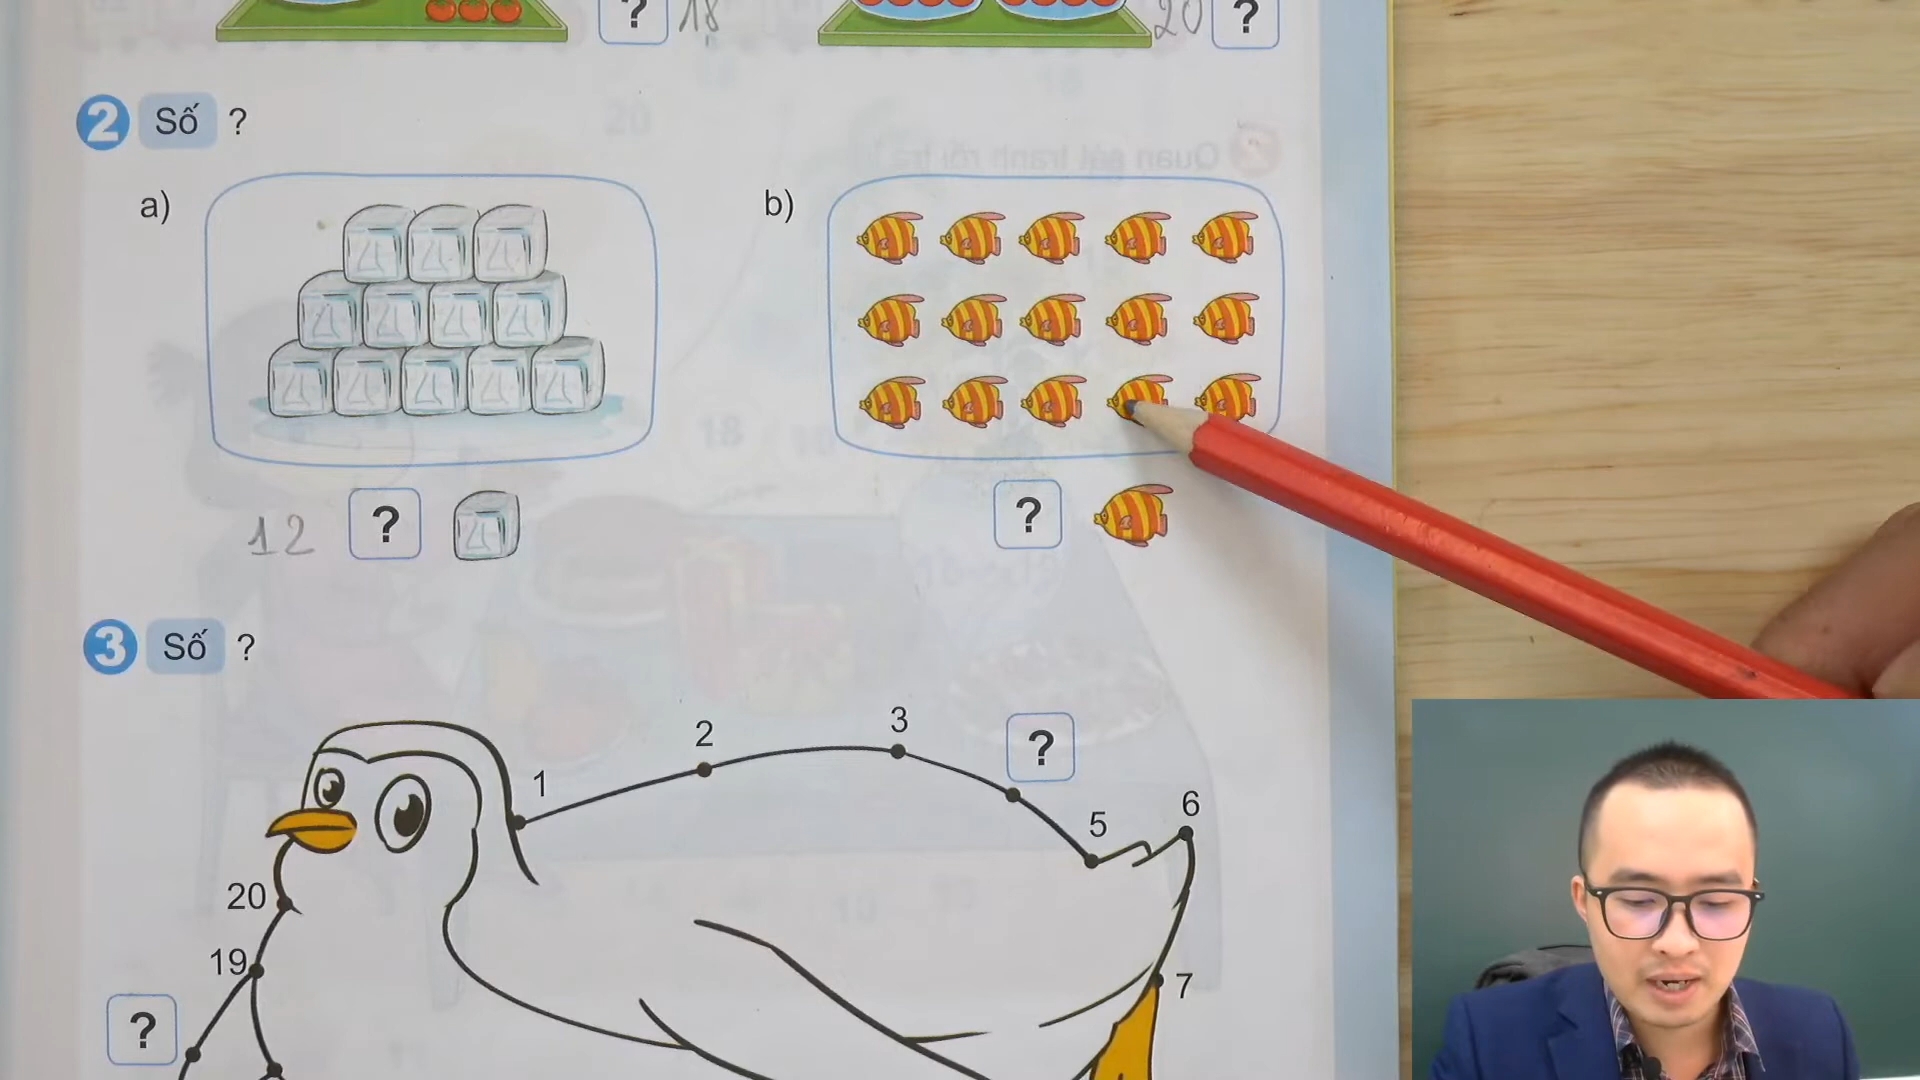 ? 18 20 ?
2 Số ?
a) b)
12 ? ?
3 Số ?
1 2 3 ? 5 6
20
19 7
?